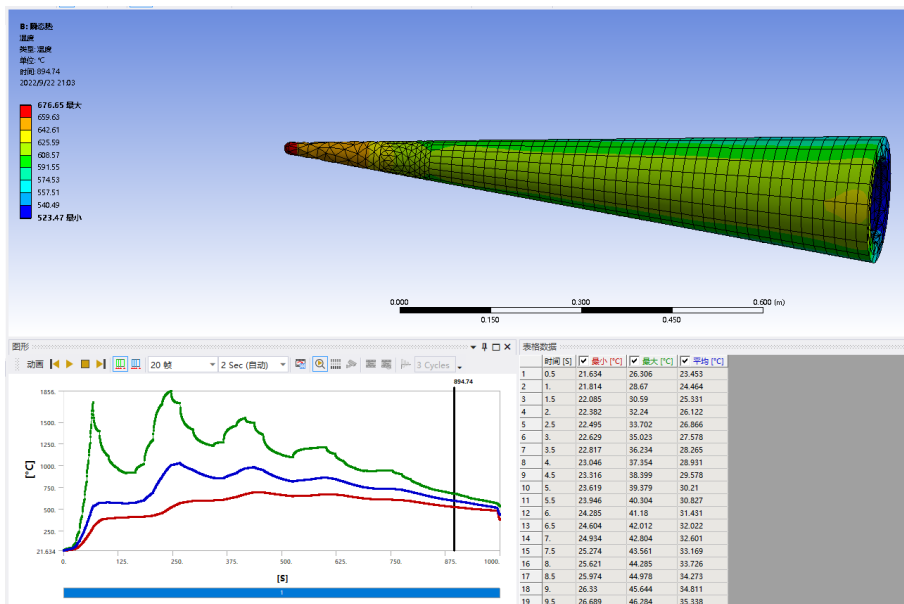 B: 瞬态热
温度
类型: 温度
单位: ℃
时间: 894.74
2022/9/22 21:03
676.65 最大
659.63
642.61
625.59
608.57
591.55
574.53
557.51
540.49
523.47 最小
0.000 0.300 0.600 (m)
0.150 0.450
图形
动画 20 帧 2 Sec (自动) 3 Cycles
894.74
1856.
1500.
1250.
1000.
750.
500.
250.
21.634
[°C]
0. 125. 250. 375. 500. 625. 750. 875. 1000.
[S]
1
表格数据
时间 [S] 最小 [°C] 最大 [°C] 平均 [°C]
1 0.5 21.634 26.306 23.453
2 1. 21.814 28.67 24.464
3 1.5 22.085 30.59 25.331
4 2. 22.382 32.24 26.122
5 2.5 22.495 33.702 26.866
6 3. 22.629 35.023 27.578
7 3.5 22.817 36.234 28.265
8 4. 23.046 37.354 28.931
9 4.5 23.316 38.399 29.578
10 5. 23.619 39.379 30.21
11 5.5 23.946 40.304 30.827
12 6. 24.285 41.18 31.431
13 6.5 24.604 42.012 32.022
14 7. 24.934 42.804 32.601
15 7.5 25.274 43.561 33.169
16 8. 25.621 44.285 33.726
17 8.5 25.974 44.978 34.273
18 9. 26.33 45.644 34.811
19 9.5 26.689 46.284 35.338